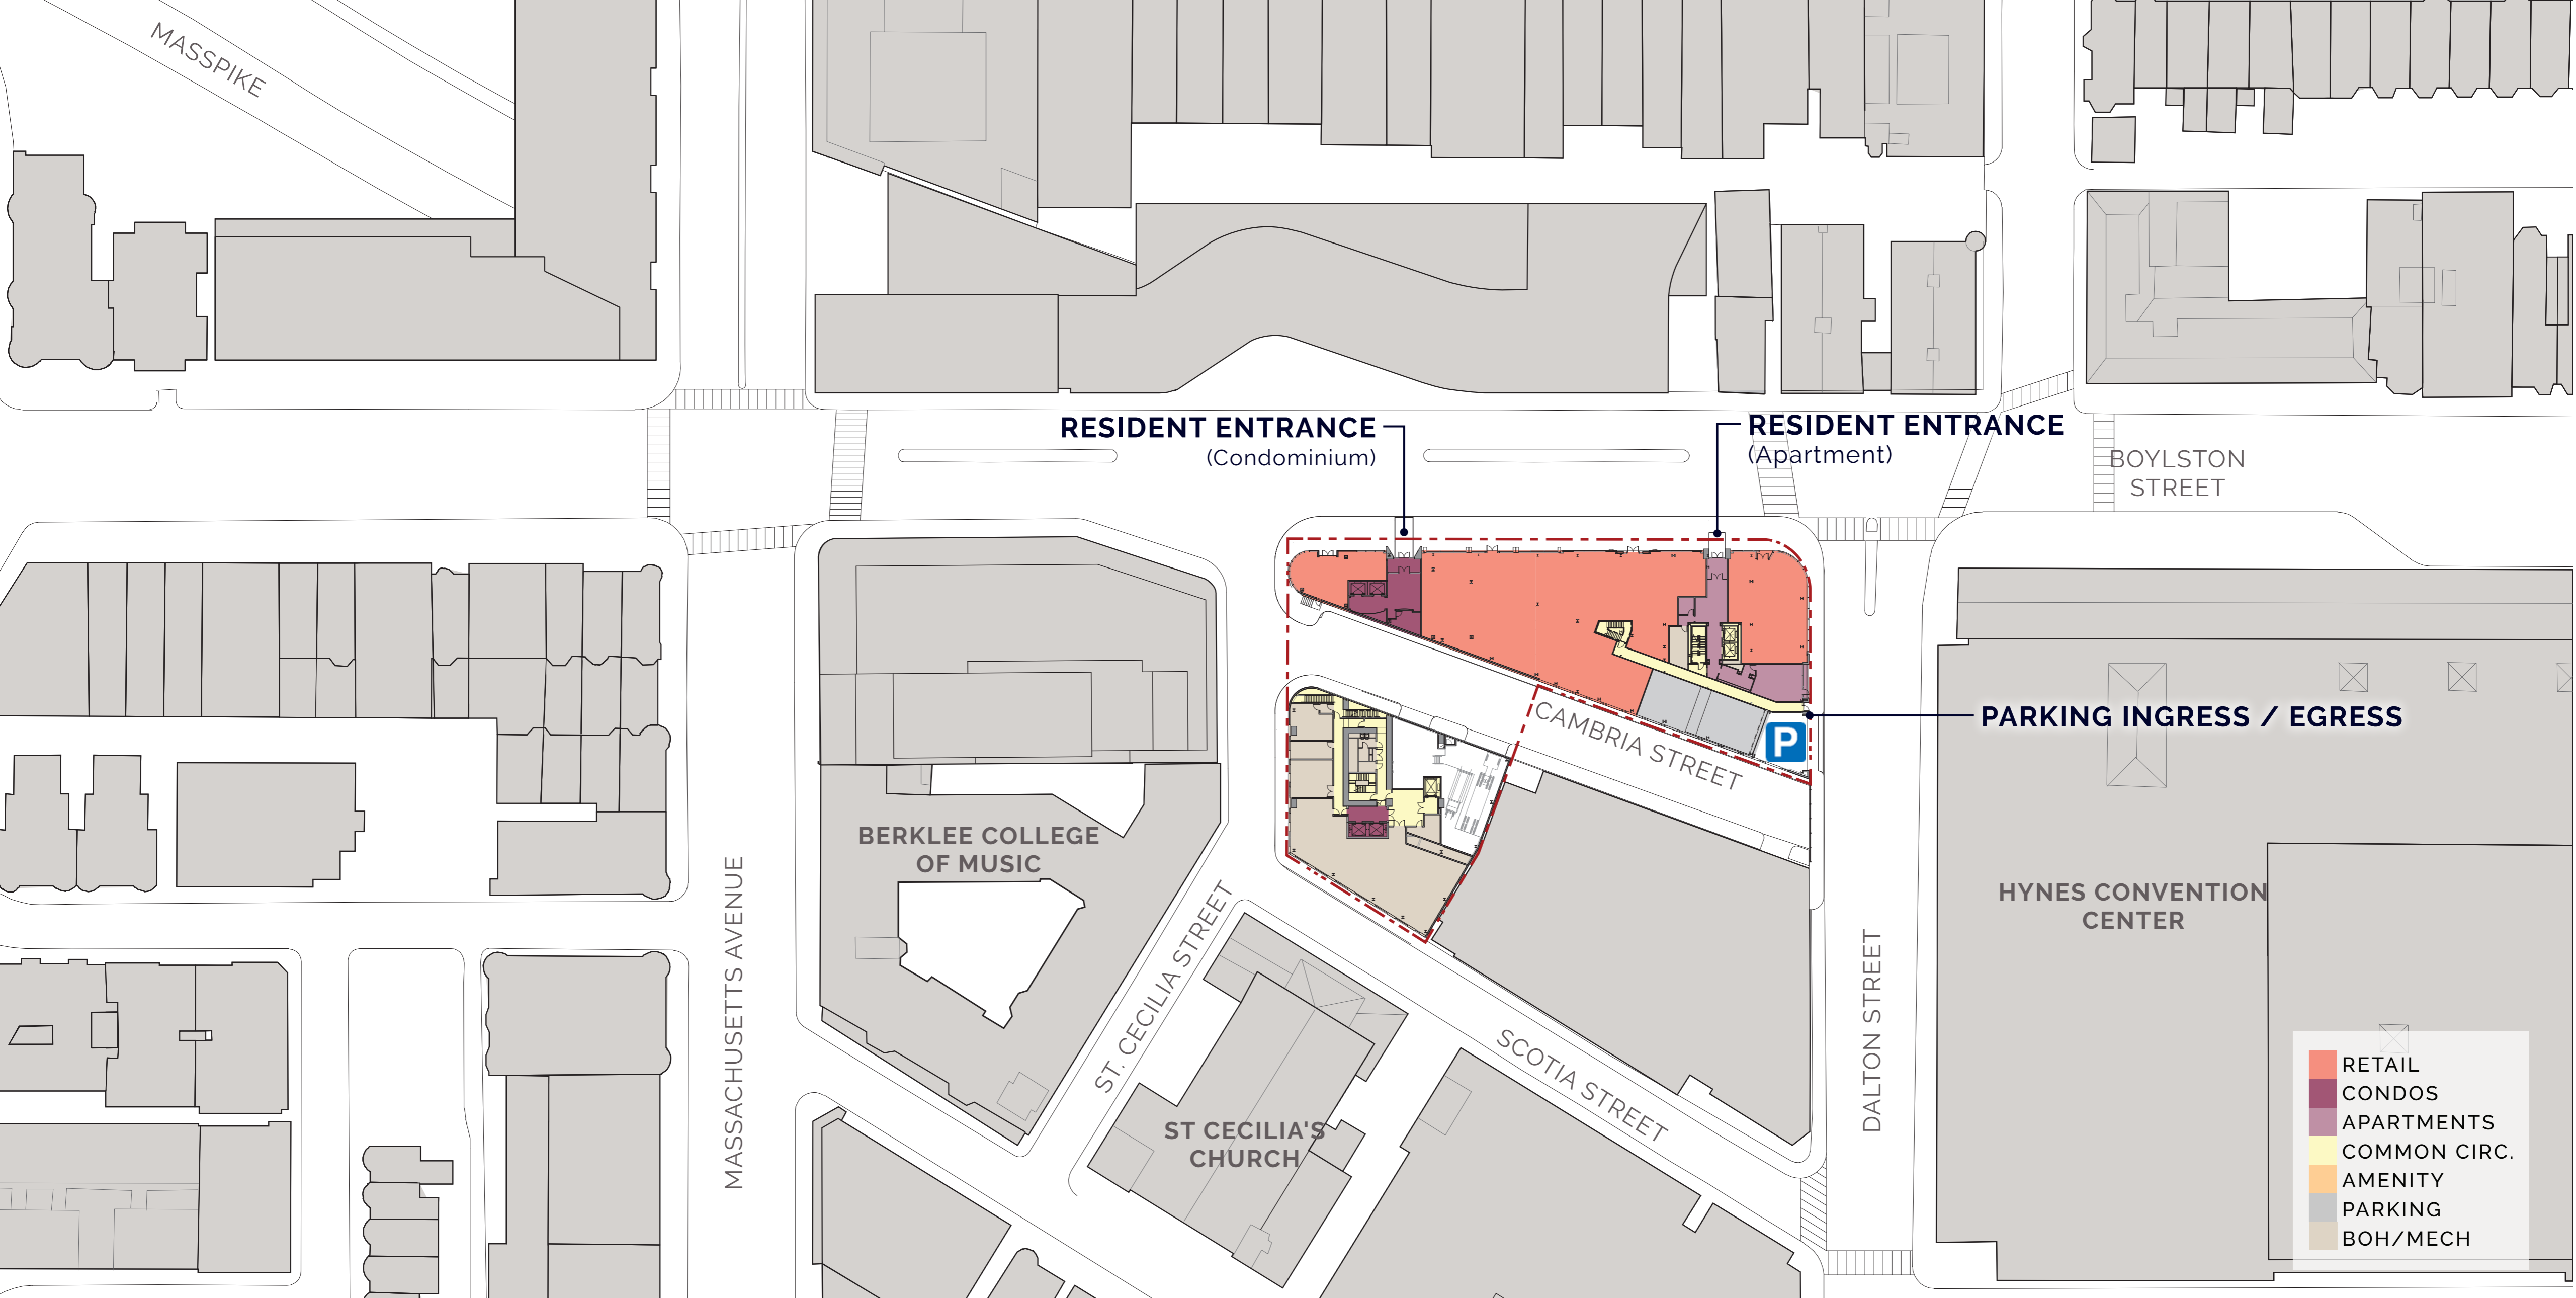 MASSPIKE
RESIDENT ENTRANCE
(Condominium)
RESIDENT ENTRANCE
(Apartment)
BOYLSTON
STREET
CAMBRIA STREET
P
PARKING INGRESS / EGRESS
BERKLEE COLLEGE
OF MUSIC
MASSACHUSETTS AVENUE
ST. CECILIA STREET
HYNES CONVENTION
CENTER
DALTON STREET
SCOTIA STREET
ST CECILIA'S
CHURCH
RETAIL
CONDOS
APARTMENTS
COMMON CIRC.
AMENITY
PARKING
BOH/MECH